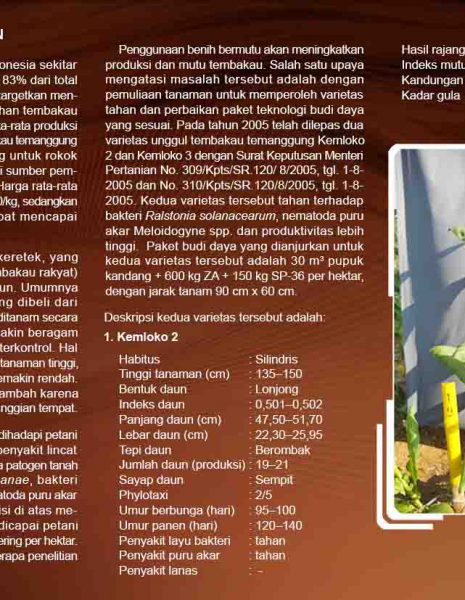 N
onesia sekitar
83% dari total
targetkan men-
han tembakau
ta-rata produksi
au temanggung
ng untuk rokok
i sumber pem-
Harga rata-rata
0/kg, sedangkan
pat mencapai
keretek, yang
mbakau rakyat)
un. Umumnya
ng dibeli dari
ditanam secara
akin beragam
terkontrol. Hal
tanaman tinggi,
emakin rendah.
ambah karena
nggian tempat.
dihadapi petani
penyakit lincat
a patogen tanah
anae, bakteri
atoda puru akar
isi di atas me-
dicapai petani
ering per hektar.
erapa penelitian
Penggunaan benih bermutu akan meningkatkan
produksi dan mutu tembakau. Salah satu upaya
mengatasi masalah tersebut adalah dengan
pemuliaan tanaman untuk memperoleh varietas
tahan dan perbaikan paket teknologi budi daya
yang sesuai. Pada tahun 2005 telah dilepas dua
varietas unggul tembakau temanggung Kemloko
2 dan Kemloko 3 dengan Surat Keputusan Menteri
Pertanian No. 309/Kpts/SR.120/ 8/2005, tgl. 1-8-
2005 dan No. 310/Kpts/SR.120/8/2005, tgl. 1-8-
2005. Kedua varietas tersebut tahan terhadap
bakteri Ralstonia solanacearum, nematoda puru
akar Meloidogyne spp. dan produktivitas lebih
tinggi. Paket budi daya yang dianjurkan untuk
kedua varietas tersebut adalah 30 m³ pupuk
kandang + 600 kg ZA + 150 kg SP-36 per hektar,
dengan jarak tanam 90 cm x 60 cm.
Deskripsi kedua varietas tersebut adalah:
1. Kemloko 2
Habitus : Silindris
Tinggi tanaman (cm) : 135–150
Bentuk daun : Lonjong
Indeks daun : 0,501–0,502
Panjang daun (cm) : 47,50–51,70
Lebar daun (cm) : 22,30–25,95
Tepi daun : Berombak
Jumlah daun (produksi) : 19–21
Sayap daun : Sempit
Phylotaxi : 2/5
Umur berbunga (hari) : 95–100
Umur panen (hari) : 120–140
Penyakit layu bakteri : tahan
Penyakit puru akar : tahan
Penyakit lanas : -
Hasil rajang
Indeks mutu
Kandungan
Kadar gula